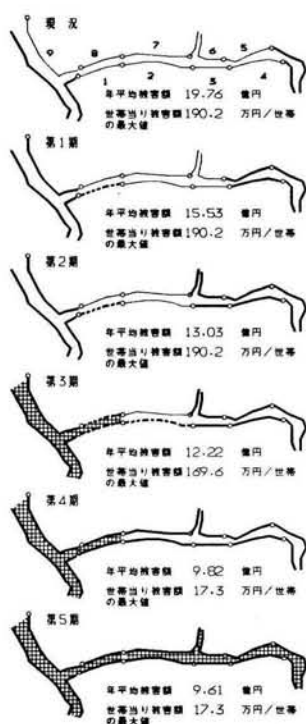 現況
9 8 7 6 5
1 2 3 4
年平均被害額 19.76 億円
世帯当り被害額 190.2 万円/世帯
の最大値
第1期
年平均被害額 15.53 億円
世帯当り被害額 190.2 万円/世帯
の最大値
第2期
年平均被害額 13.03 億円
世帯当り被害額 190.2 万円/世帯
の最大値
第3期
年平均被害額 12.22 億円
世帯当り被害額 169.6 万円/世帯
の最大値
第4期
年平均被害額 9.82 億円
世帯当り被害額 17.3 万円/世帯
の最大値
第5期
年平均被害額 9.61 億円
世帯当り被害額 17.3 万円/世帯
の最大値